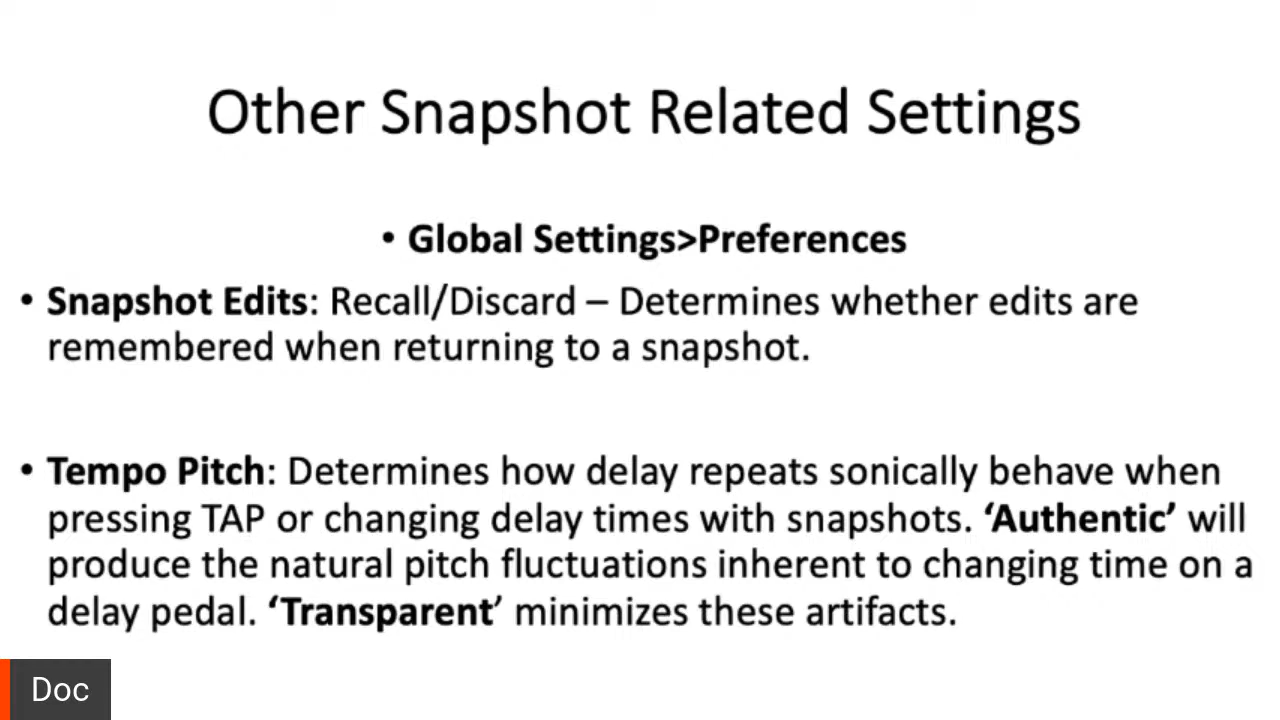 Other Snapshot Related Settings
• Global Settings>Preferences
• Snapshot Edits: Recall/Discard – Determines whether edits are
remembered when returning to a snapshot.
• Tempo Pitch: Determines how delay repeats sonically behave when
pressing TAP or changing delay times with snapshots. ‘Authentic’ will
produce the natural pitch fluctuations inherent to changing time on a
delay pedal. ‘Transparent’ minimizes these artifacts.
Doc